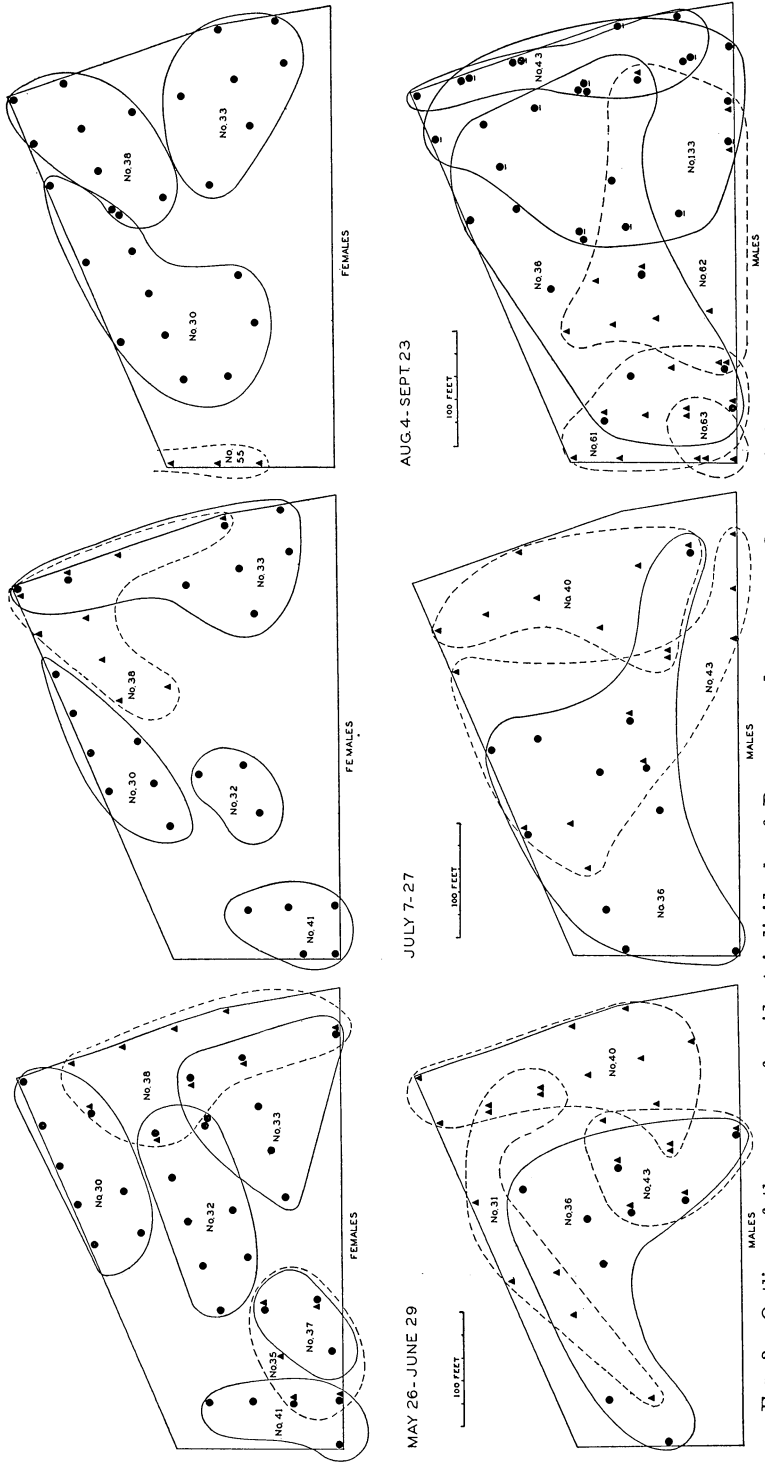 FEMALES
No. 30
No. 38
No. 32
No. 33
No. 35
No. 37
No. 41
FEMALES
No. 30
No. 38
No. 33
No. 32
No. 41
FEMALES
No. 38
No. 33
No. 30
No. 55
MAY 26-JUNE 29
100 FEET
No. 31
No. 40
No. 36
No. 43
MALES
JULY 7-27
100 FEET
No. 40
No. 43
No. 36
MALES
AUG. 4-SEPT. 23
100 FEET
No. 43
No. 133
No. 36
No. 62
No. 61
No. 63
MALES
Outlines of th